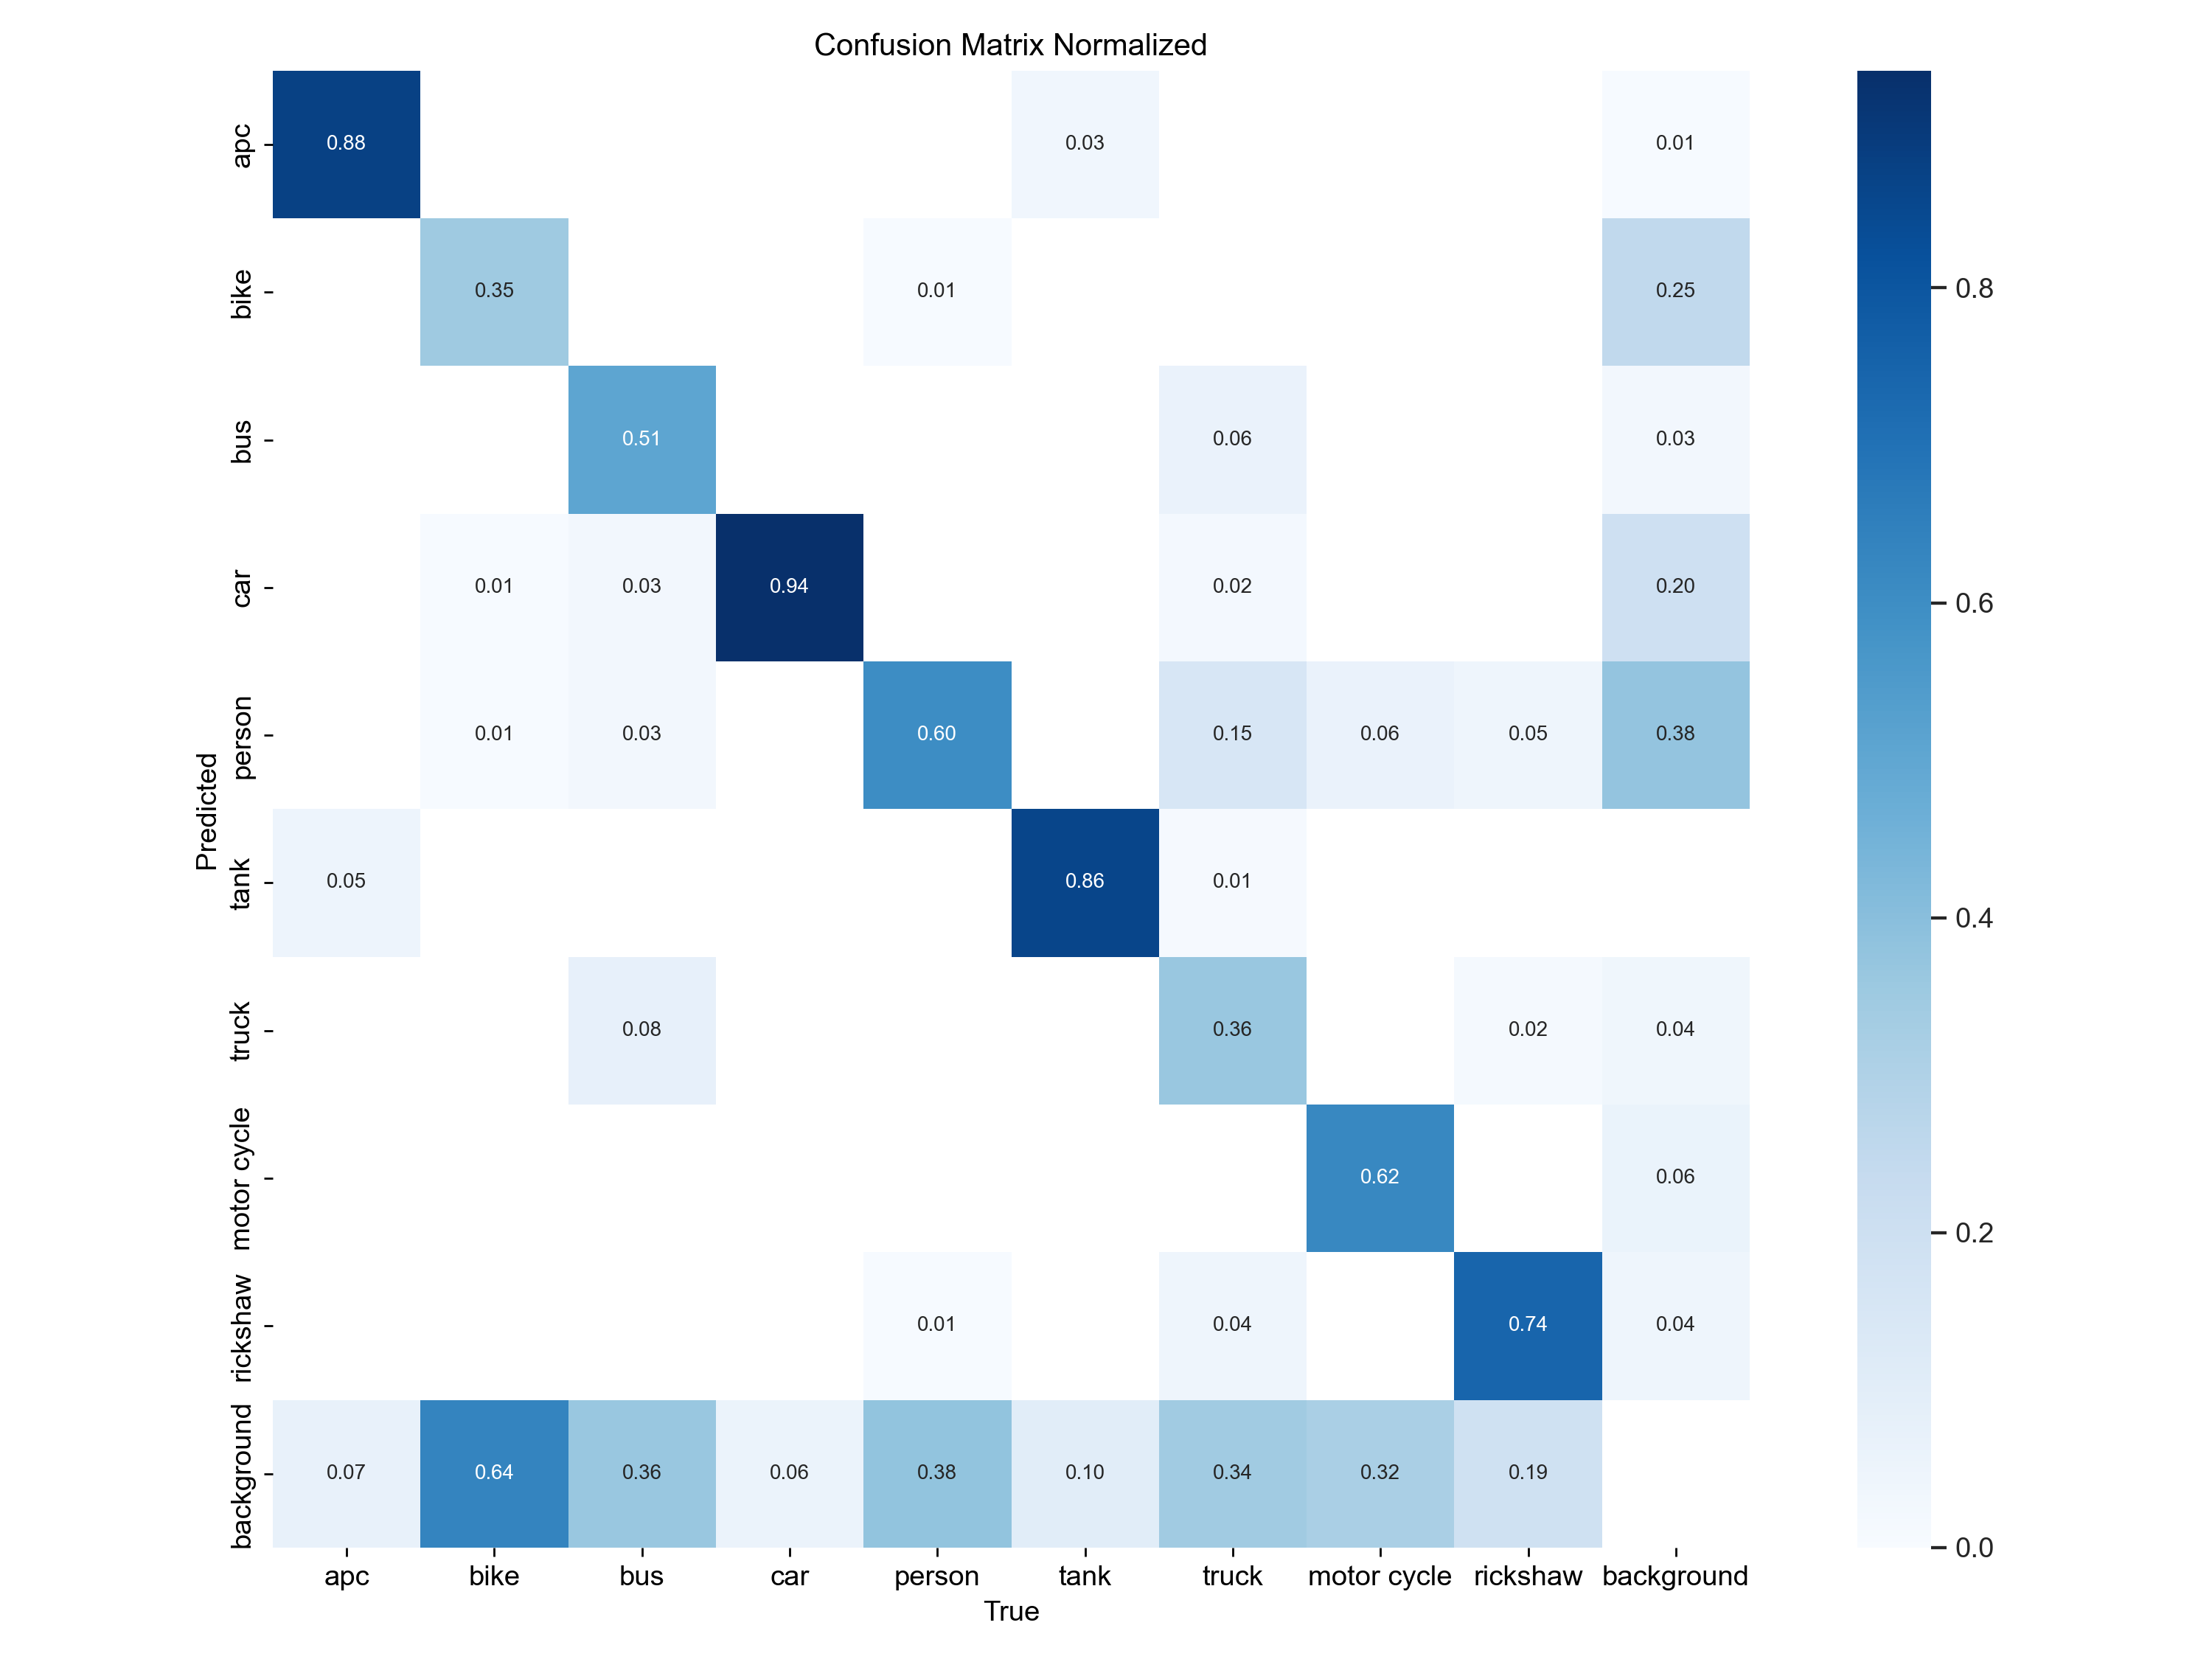 Confusion Matrix Normalized
apc 0.88 0.03 0.01
bike 0.35 0.01 0.25
0.8
bus 0.51 0.06 0.03
car 0.01 0.03 0.94 0.02 0.20
0.6
person 0.01 0.03 0.60 0.15 0.06 0.05 0.38
Predicted
tank 0.05 0.86 0.01
0.4
truck 0.08 0.36 0.02 0.04
motor cycle 0.62 0.06
0.2
rickshaw 0.01 0.04 0.74 0.04
background 0.07 0.64 0.36 0.06 0.38 0.10 0.34 0.32 0.19
0.0
apc bike bus car person tank truck motor cycle rickshaw background
True